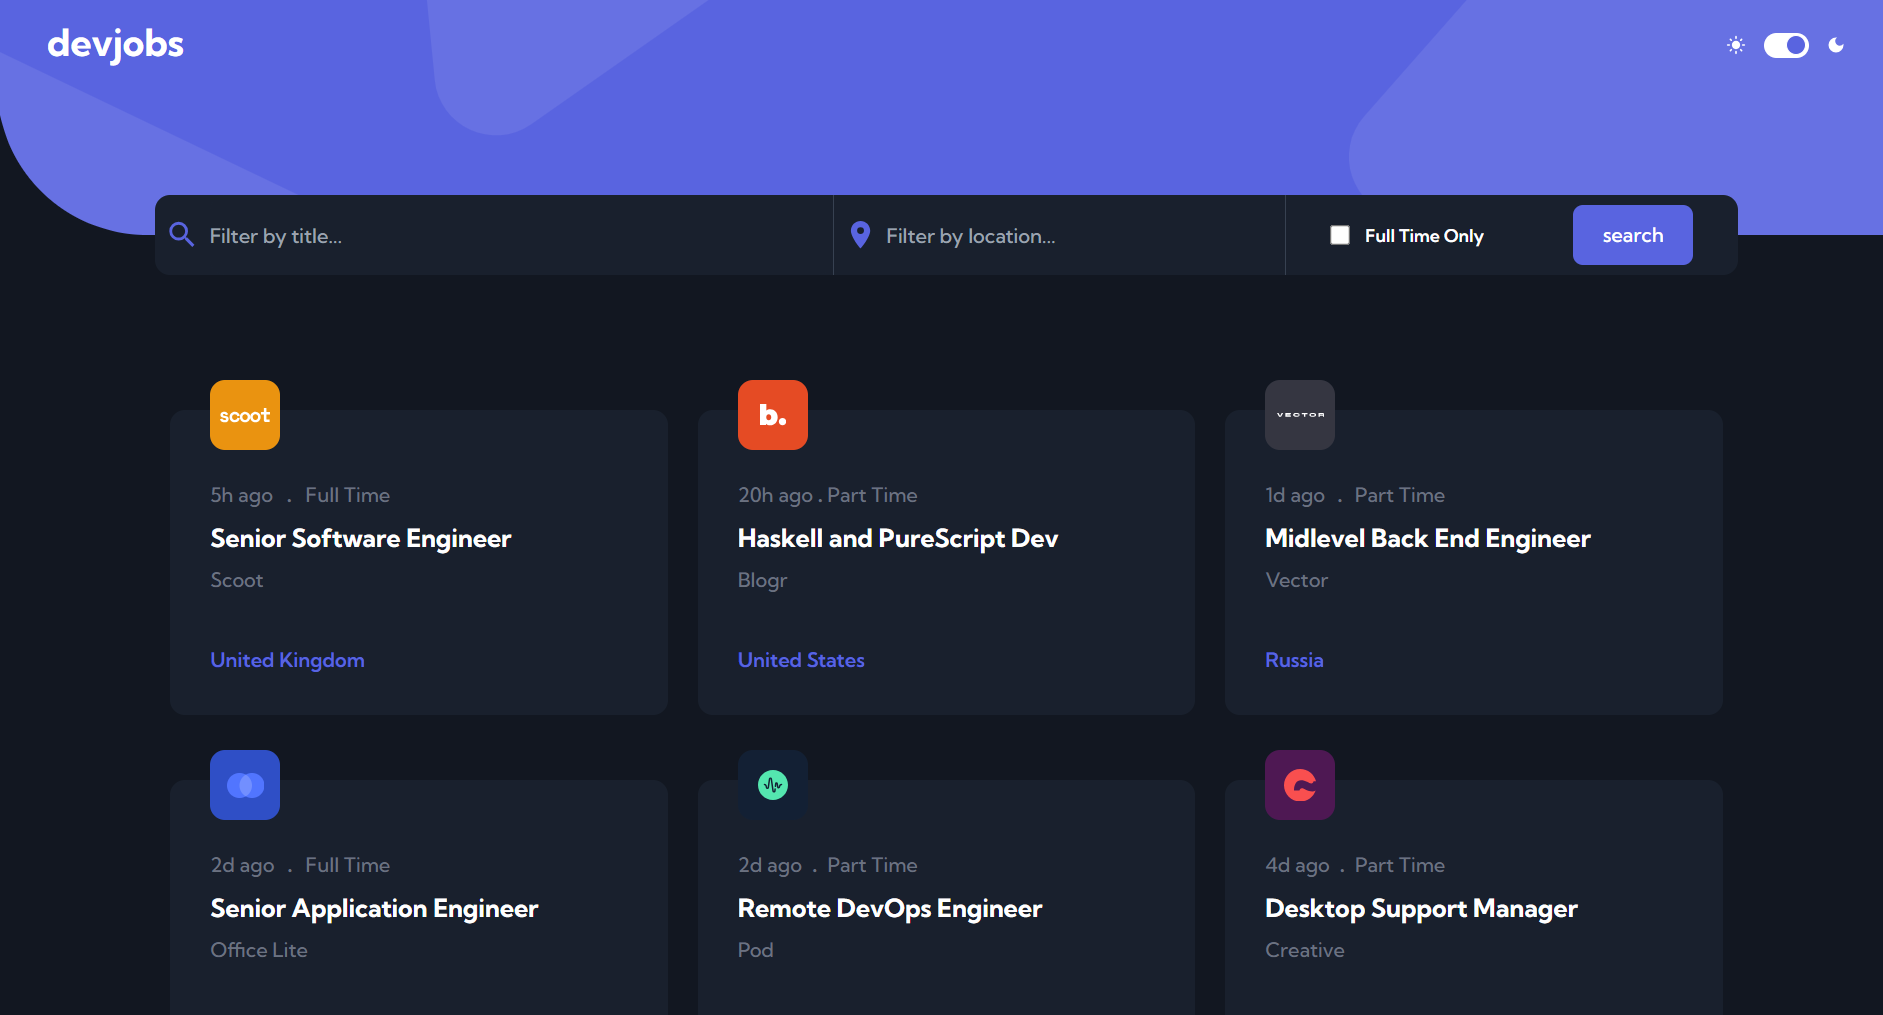 devjobs
Filter by title...
Filter by location...
Full Time Only
search
scoot
b.
VECTOR
5h ago . Full Time
20h ago . Part Time
1d ago . Part Time
Senior Software Engineer
Haskell and PureScript Dev
Midlevel Back End Engineer
Scoot
Blogr
Vector
United Kingdom
United States
Russia
2d ago . Full Time
2d ago . Part Time
4d ago . Part Time
Senior Application Engineer
Remote DevOps Engineer
Desktop Support Manager
Office Lite
Pod
Creative